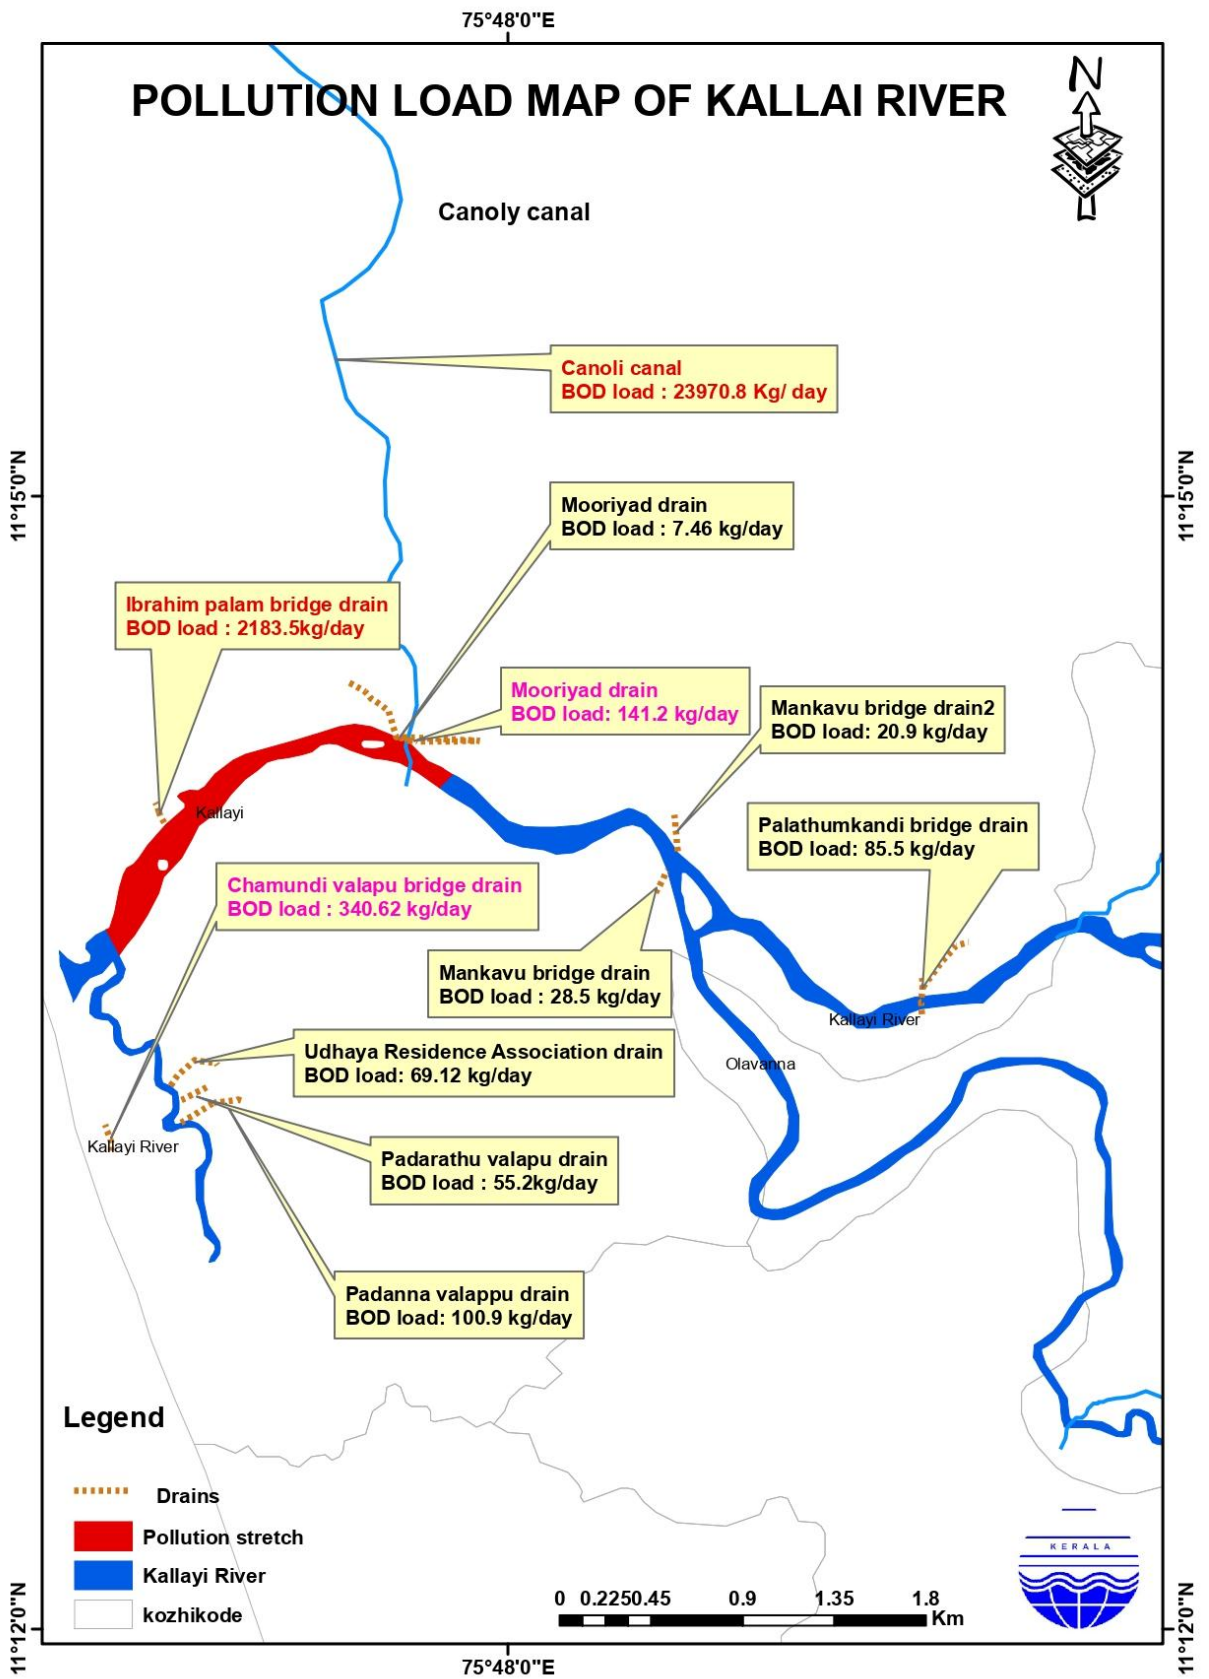 75°48'0"E
POLLUTION LOAD MAP OF KALLAI RIVER
N
Canoly canal
Canoli canal
BOD load : 23970.8 Kg/ day
11°15'0"N
11°15'0"N
Mooriyad drain
BOD load : 7.46 kg/day
Ibrahim palam bridge drain
BOD load : 2183.5kg/day
Mooriyad drain
BOD load: 141.2 kg/day
Mankavu bridge drain2
BOD load: 20.9 kg/day
Kallayi
Palathumkandi bridge drain
BOD load: 85.5 kg/day
Chamundi valapu bridge drain
BOD load : 340.62 kg/day
Mankavu bridge drain
BOD load : 28.5 kg/day
Kallayi River
Udhaya Residence Association drain
BOD load: 69.12 kg/day
Olavanna
Kallayi River
Padarathu valapu drain
BOD load : 55.2kg/day
Padanna valappu drain
BOD load: 100.9 kg/day
Legend
Drains
Pollution stretch
Kallayi River
kozhikode
KERALA
0 0.2250.45 0.9 1.35 1.8
Km
11°12'0"N
11°12'0"N
75°48'0"E